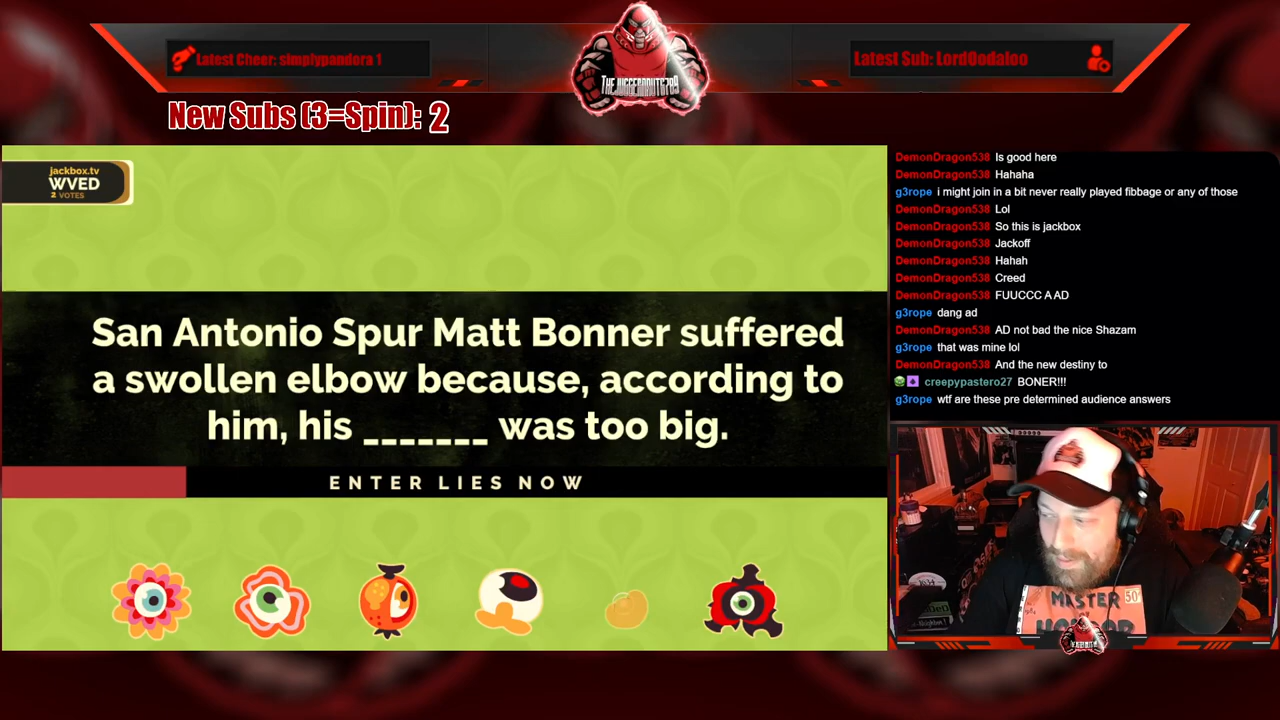 Latest Cheer: simplypandora 1
THEJUGGERNAUT6789
Latest Sub: LordOodaloo
New Subs (3=Spin): 2
jackbox.tv
WVED
2 VOTES
San Antonio Spur Matt Bonner suffered
a swollen elbow because, according to
him, his _______ was too big.
ENTER LIES NOW
DemonDragon538 Is good here
DemonDragon538 Hahaha
g3rope i might join in a bit never really played fibbage or any of those
DemonDragon538 Lol
DemonDragon538 So this is jackbox
DemonDragon538 Jackoff
DemonDragon538 Hahah
DemonDragon538 Creed
DemonDragon538 FUUCCC A AD
g3rope dang ad
DemonDragon538 AD not bad the nice Shazam
g3rope that was mine lol
DemonDragon538 And the new destiny to
creepypastero27 BONER!!!
g3rope wtf are these pre determined audience answers
MASTER
50¢
HORROR